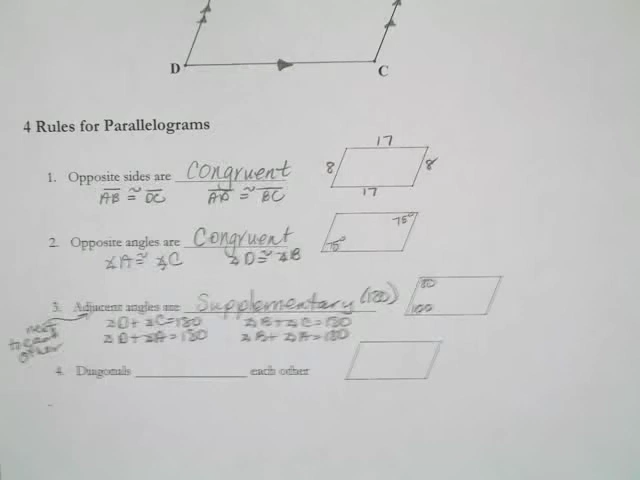 D
C
4 Rules for Parallelograms
17
1. Opposite sides are Congruent
8
8
AB ≅ DC AD ≅ BC
17
75°
2. Opposite angles are Congruent
75°
∡A ≅ ∡C ∡D ≅ ∡B
80
3. Adjacent angles are Supplementary (180)
100
next to each other
∡D + ∡C = 180 ∡B + ∡C = 180
∡D + ∡A = 180 ∡B + ∡A = 180
4. Diagonals ____________ each other